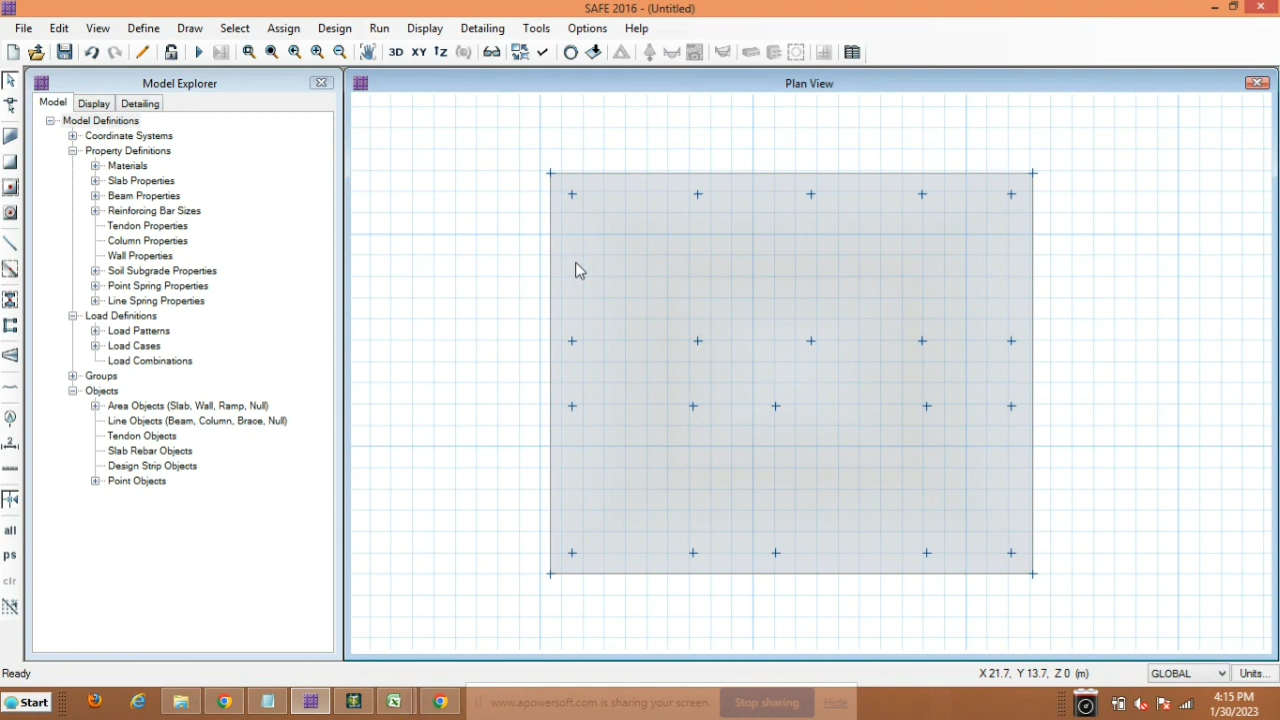 SAFE 2016 - (Untitled)
File Edit View Define Draw Select Assign Design Run Display Detailing Tools Options Help
3D XY
Model Explorer
Plan View
Model Display Detailing
Model Definitions
Coordinate Systems
Property Definitions
Materials
Slab Properties
Beam Properties
Reinforcing Bar Sizes
Tendon Properties
Column Properties
Wall Properties
Soil Subgrade Properties
Point Spring Properties
Line Spring Properties
Load Definitions
Load Patterns
Load Cases
Load Combinations
Groups
Objects
Area Objects (Slab, Wall, Ramp, Null)
Line Objects (Beam, Column, Brace, Null)
Tendon Objects
Slab Rebar Objects
Design Strip Objects
Point Objects
all
ps
clr
Ready
X 21.7, Y 13.7, Z 0 (m)
GLOBAL
Units...
Start
www.apowersoft.com is sharing your screen.
Stop sharing
Hide
4:15 PM
1/30/2023